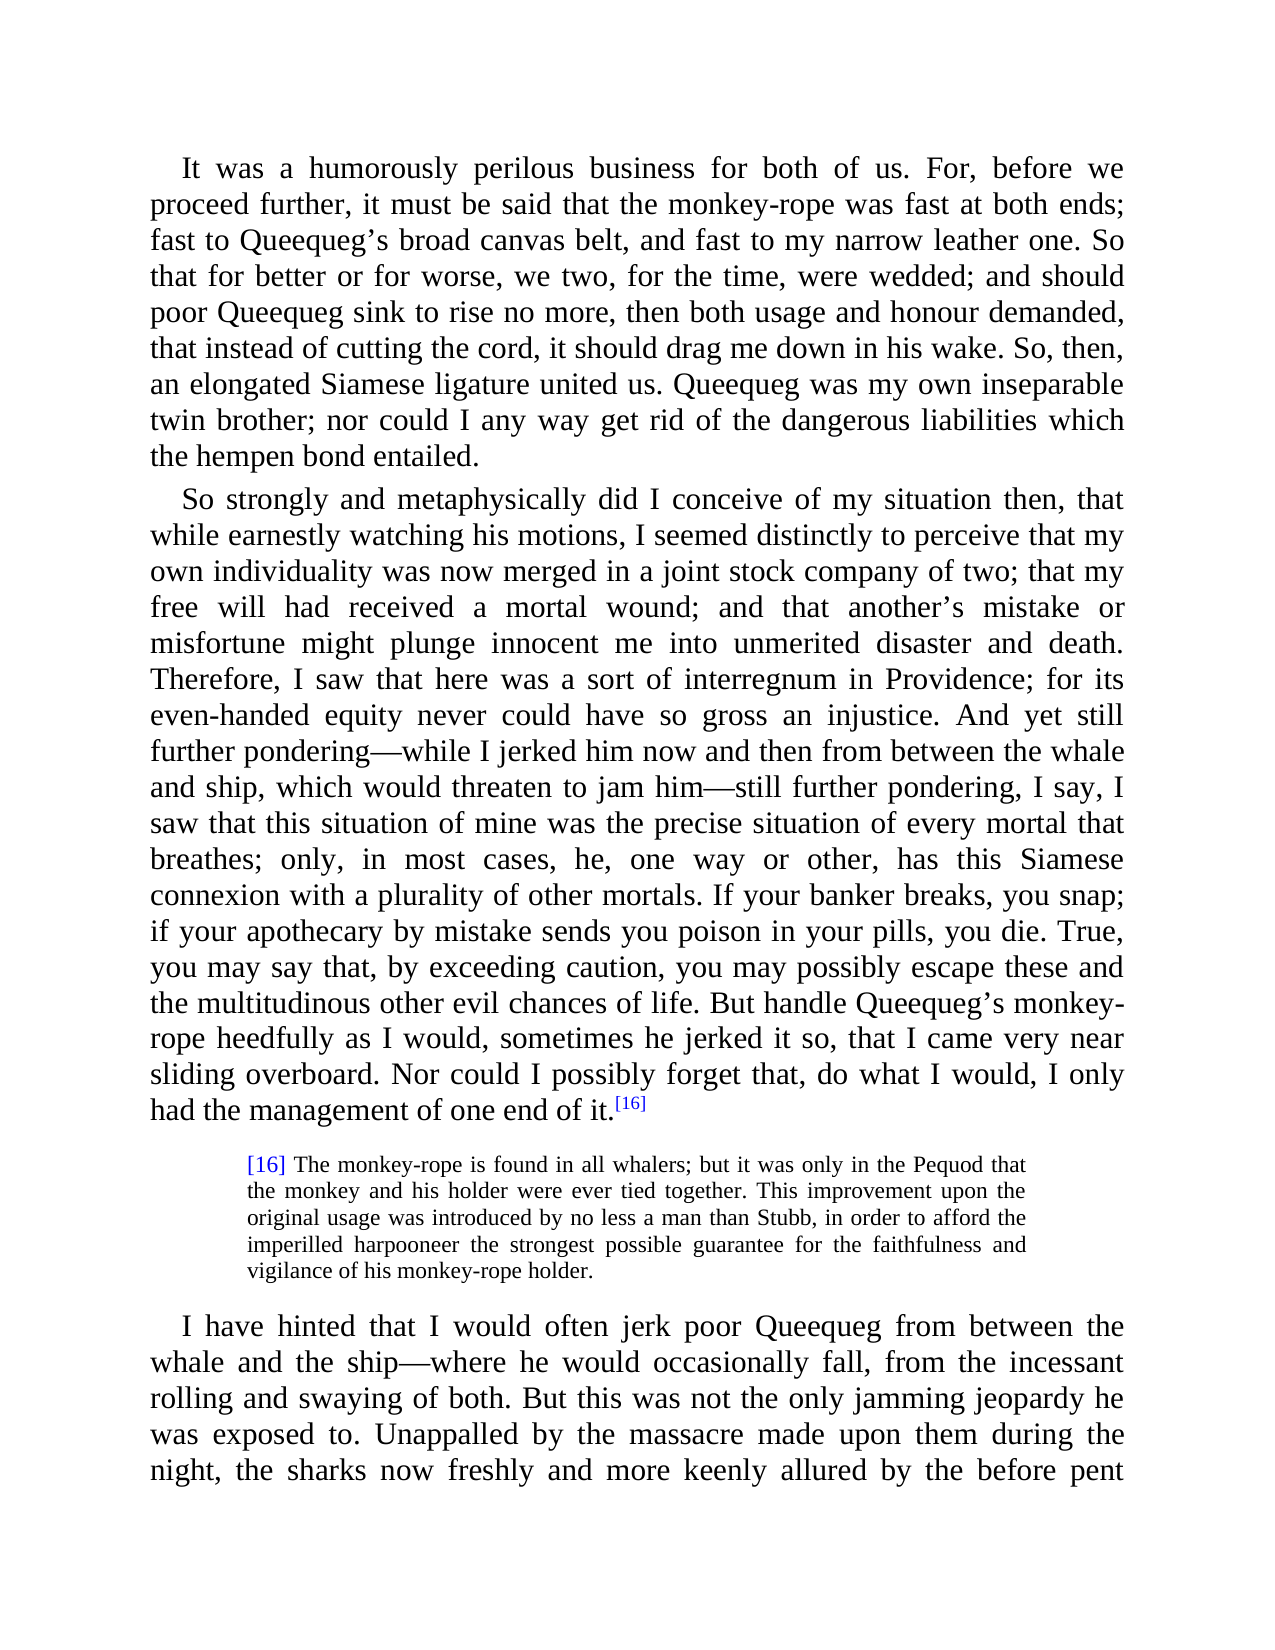 It was a humorously perilous business for both of us. For, before we
proceed further, it must be said that the monkey-rope was fast at both ends;
fast to Queequeg’s broad canvas belt, and fast to my narrow leather one. So
that for better or for worse, we two, for the time, were wedded; and should
poor Queequeg sink to rise no more, then both usage and honour demanded,
that instead of cutting the cord, it should drag me down in his wake. So, then,
an elongated Siamese ligature united us. Queequeg was my own inseparable
twin brother; nor could I any way get rid of the dangerous liabilities which
the hempen bond entailed.
So strongly and metaphysically did I conceive of my situation then, that
while earnestly watching his motions, I seemed distinctly to perceive that my
own individuality was now merged in a joint stock company of two; that my
free will had received a mortal wound; and that another’s mistake or
misfortune might plunge innocent me into unmerited disaster and death.
Therefore, I saw that here was a sort of interregnum in Providence; for its
even-handed equity never could have so gross an injustice. And yet still
further pondering—while I jerked him now and then from between the whale
and ship, which would threaten to jam him—still further pondering, I say, I
saw that this situation of mine was the precise situation of every mortal that
breathes; only, in most cases, he, one way or other, has this Siamese
connexion with a plurality of other mortals. If your banker breaks, you snap;
if your apothecary by mistake sends you poison in your pills, you die. True,
you may say that, by exceeding caution, you may possibly escape these and
the multitudinous other evil chances of life. But handle Queequeg’s monkey-
rope heedfully as I would, sometimes he jerked it so, that I came very near
sliding overboard. Nor could I possibly forget that, do what I would, I only
had the management of one end of it.[16]
[16] The monkey-rope is found in all whalers; but it was only in the Pequod that
the monkey and his holder were ever tied together. This improvement upon the
original usage was introduced by no less a man than Stubb, in order to afford the
imperilled harpooneer the strongest possible guarantee for the faithfulness and
vigilance of his monkey-rope holder.
I have hinted that I would often jerk poor Queequeg from between the
whale and the ship—where he would occasionally fall, from the incessant
rolling and swaying of both. But this was not the only jamming jeopardy he
was exposed to. Unappalled by the massacre made upon them during the
night, the sharks now freshly and more keenly allured by the before pent